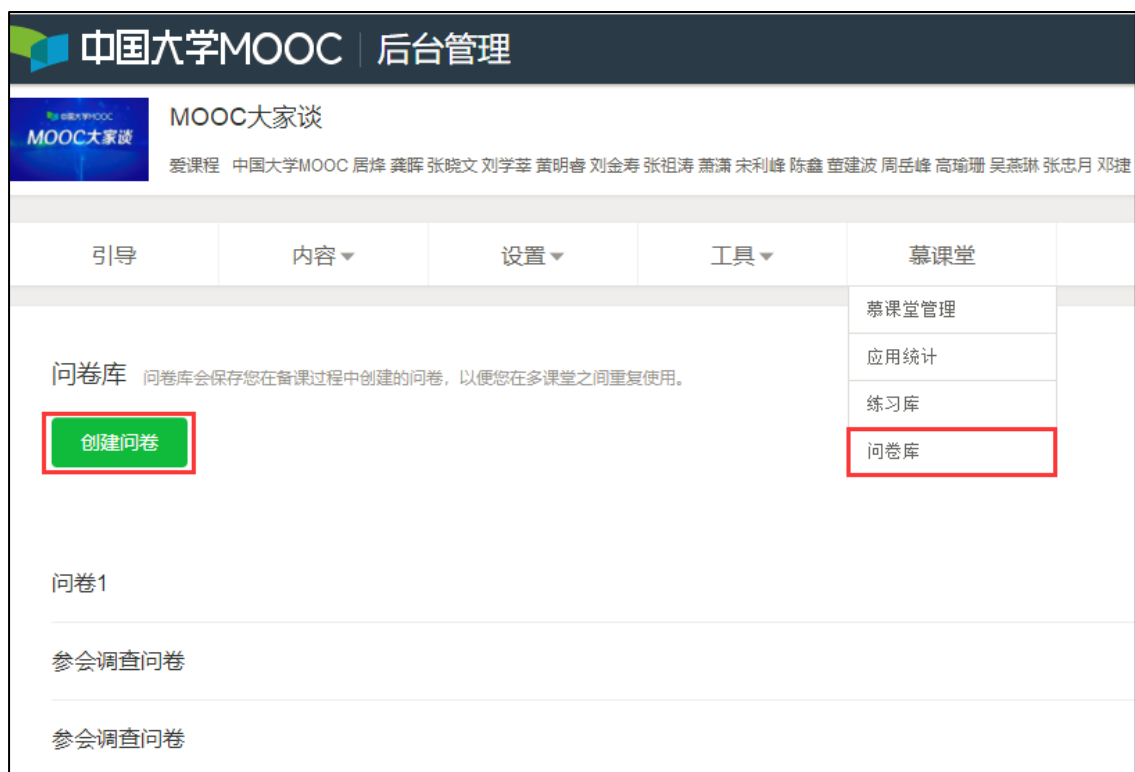 中国大学MOOC 后台管理
中国大学MOOC
MOOC大家谈
MOOC大家谈
爱课程 中国大学MOOC 居烽 龚晖 张晓文 刘学莘 黄明睿 刘金寿 张祖涛 萧潇 宋利峰 陈鑫 董建波 周岳峰 高瑜珊 吴燕琳 张忠月 邓捷
引导 内容 设置 工具 慕课堂
慕课堂管理
应用统计
练习库
问卷库
问卷库 问卷库会保存您在备课过程中创建的问卷，以便您在多课堂之间重复使用。
创建问卷
问卷1
参会调查问卷
参会调查问卷